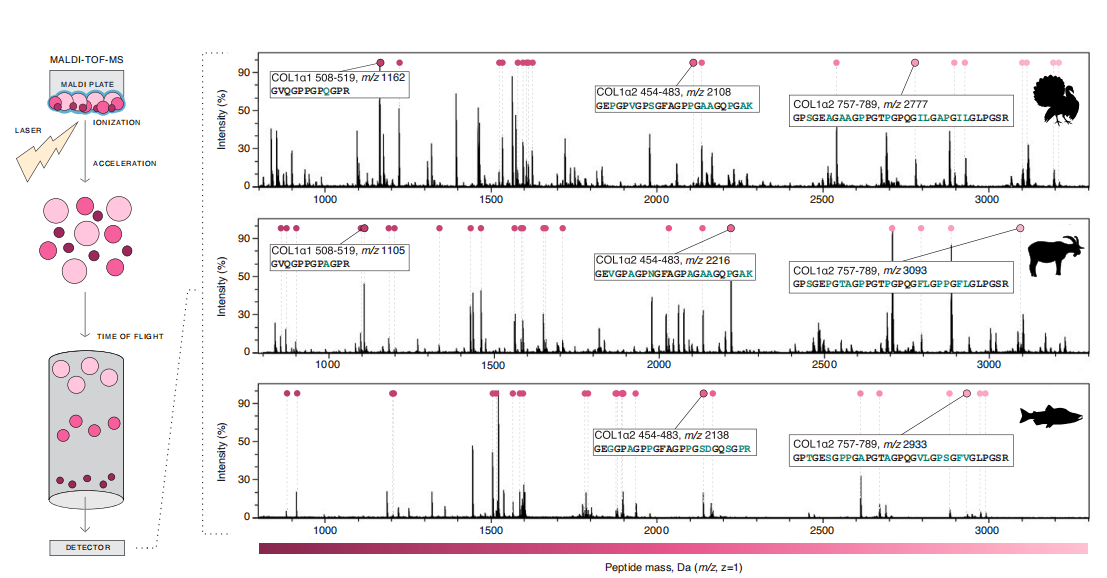 MALDI-TOF-MS
MALDI PLATE
IONIZATION
LASER
ACCELERATION
TIME OF FLIGHT
DETECTOR
Intensity (%)
90
50
30
0
COL1α1 508-519, m/z 1162
GVQGPPGPQGPR
COL1α2 454-483, m/z 2108
GEPGPVGPSGFAGPPGAAGQPGAK
COL1α2 757-789, m/z 2777
GPSGEAGAAGPPGTPGPQGILGAPGILGLPGSR
1000
1500
2000
2500
3000
Intensity (%)
90
50
30
0
COL1α1 508-519, m/z 1105
GVQGPPGPAGPR
COL1α2 454-483, m/z 2216
GEVGPAGPNGFAGPAGAAGQPGAK
COL1α2 757-789, m/z 3093
GPSGEPGTAGPPGTPGPQGFLGPPGFLGLPGSR
1000
1500
2000
2500
3000
Intensity (%)
90
50
30
0
COL1α2 454-483, m/z 2138
GEGGPAGPPGFAGPPGSDGQSGPR
COL1α2 757-789, m/z 2933
GPTGESGPPGAPGTAGPQGVLGPSGFVGLPGSR
1000
1500
2000
2500
3000
Peptide mass, Da (m/z, z=1)